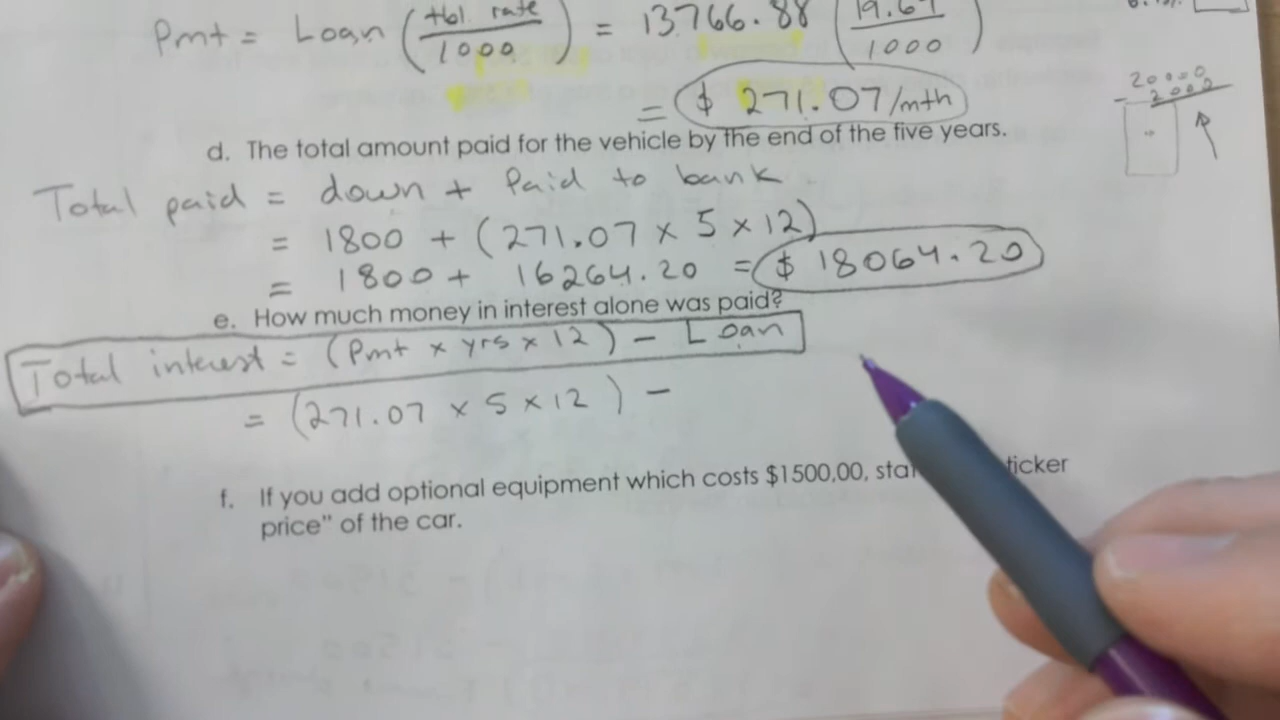 Pmt = Loan (tbl rate / 1000) = 13766.88 (19.69 / 1000)
= $ 271.07/mth
20000
- 2000
d. The total amount paid for the vehicle by the end of the five years.
Total paid = down + Paid to bank
= 1800 + (271.07 x 5 x 12)
= 1800 + 16264.20 = $ 18064.20
e. How much money in interest alone was paid?
Total interest = (Pmt x yrs x 12) - Loan
= (271.07 x 5 x 12) -
f. If you add optional equipment which costs $1500.00, ticker
price" of the car.